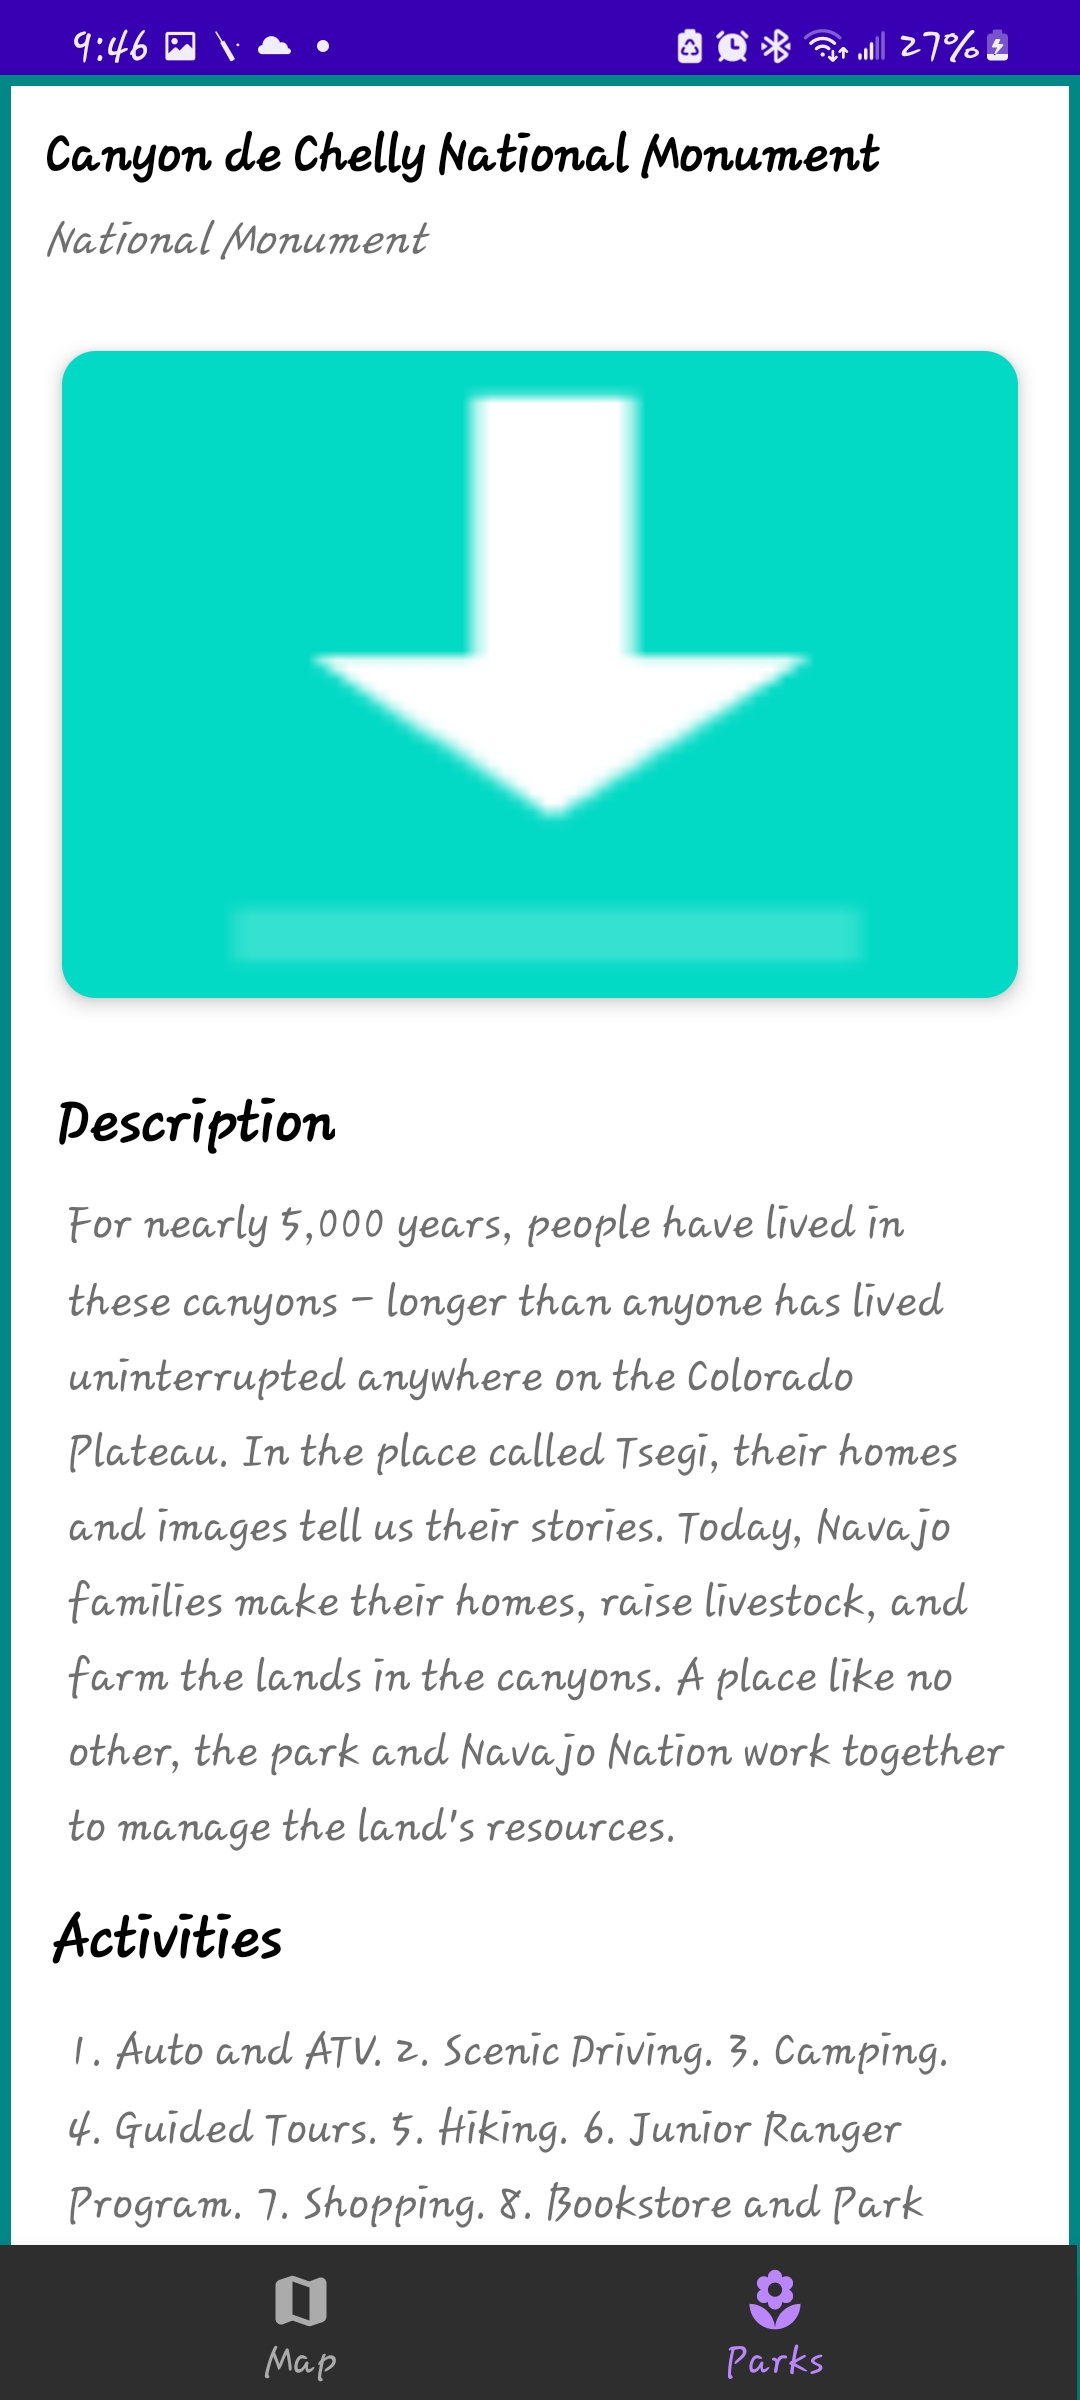 9:46 27%
Canyon de Chelly National Monument
National Monument
Description
For nearly 5,000 years, people have lived in
these canyons – longer than anyone has lived
uninterrupted anywhere on the Colorado
Plateau. In the place called Tsegi, their homes
and images tell us their stories. Today, Navajo
families make their homes, raise livestock, and
farm the lands in the canyons. A place like no
other, the park and Navajo Nation work together
to manage the land's resources.
Activities
1. Auto and ATV. 2. Scenic Driving. 3. Camping.
4. Guided Tours. 5. Hiking. 6. Junior Ranger
Program. 7. Shopping. 8. Bookstore and Park
Map Parks